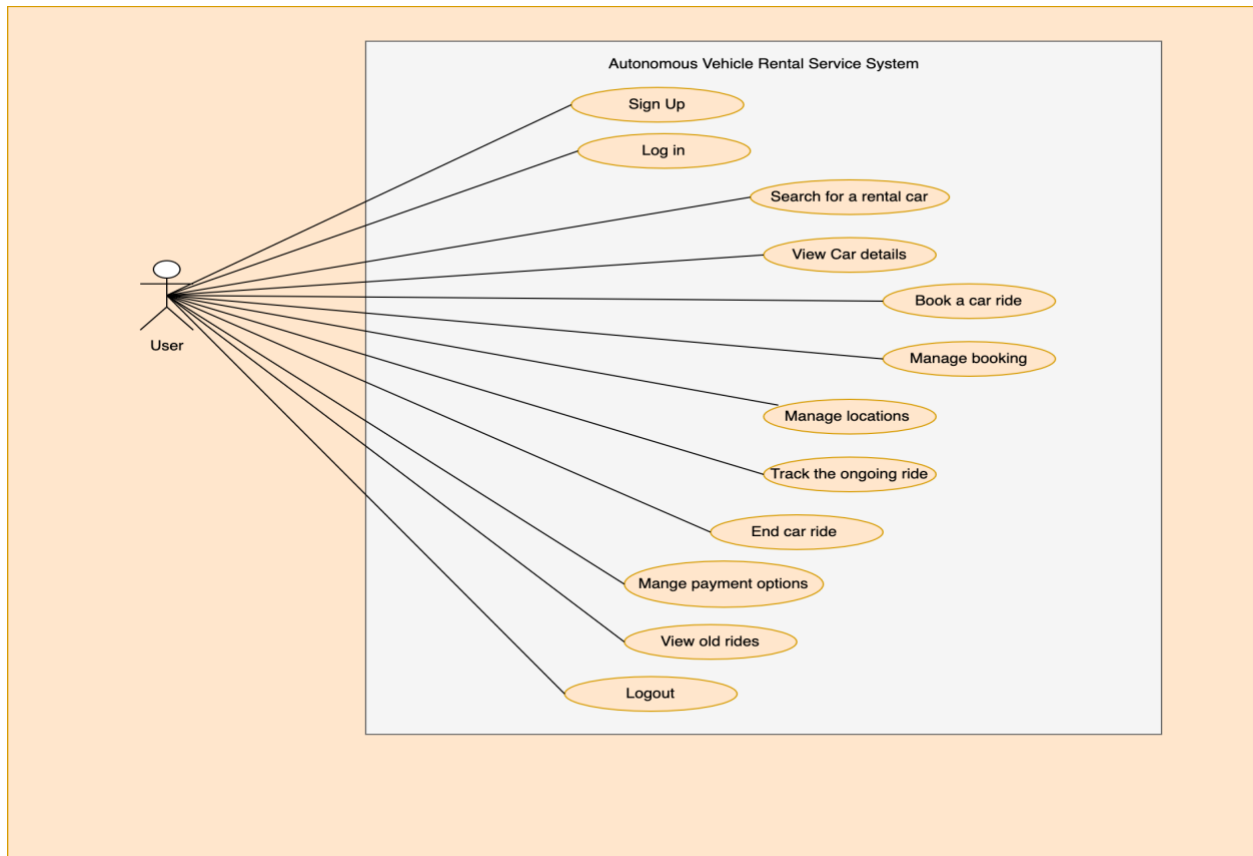 Autonomous Vehicle Rental Service System
Sign Up
Log in
Search for a rental car
View Car details
Book a car ride
User
Manage booking
Manage locations
Track the ongoing ride
End car ride
Mange payment options
View old rides
Logout